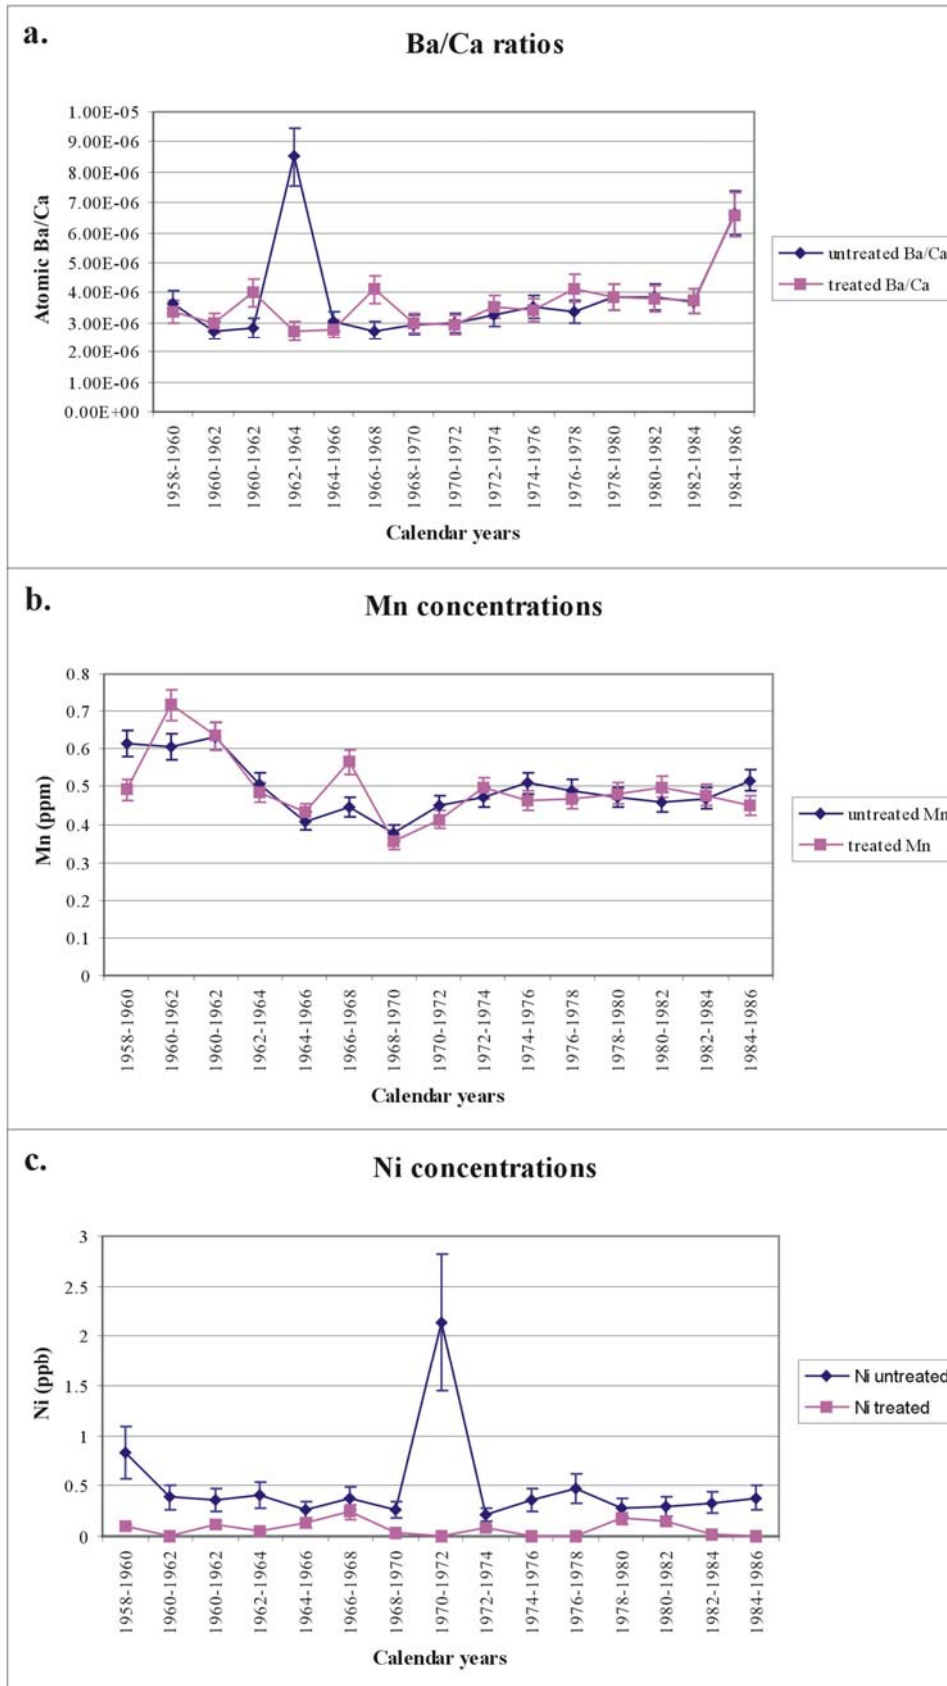 a.
Ba/Ca ratios
1.00E-05
9.00E-06
8.00E-06
7.00E-06
6.00E-06
5.00E-06
4.00E-06
3.00E-06
2.00E-06
1.00E-06
0.00E+00
Atomic Ba/Ca
1958-1960
1960-1962
1960-1962
1962-1964
1964-1966
1966-1968
1968-1970
1970-1972
1972-1974
1974-1976
1976-1978
1978-1980
1980-1982
1982-1984
1984-1986
Calendar years
untreated Ba/Ca
treated Ba/Ca
b.
Mn concentrations
0.8
0.7
0.6
0.5
0.4
0.3
0.2
0.1
0
Mn (ppm)
1958-1960
1960-1962
1960-1962
1962-1964
1964-1966
1966-1968
1968-1970
1970-1972
1972-1974
1974-1976
1976-1978
1978-1980
1980-1982
1982-1984
1984-1986
Calendar years
untreated Mn
treated Mn
c.
Ni concentrations
3
2.5
2
1.5
1
0.5
0
Ni (ppb)
1958-1960
1960-1962
1960-1962
1962-1964
1964-1966
1966-1968
1968-1970
1970-1972
1972-1974
1974-1976
1976-1978
1978-1980
1980-1982
1982-1984
1984-1986
Calendar years
Ni untreated
Ni treated